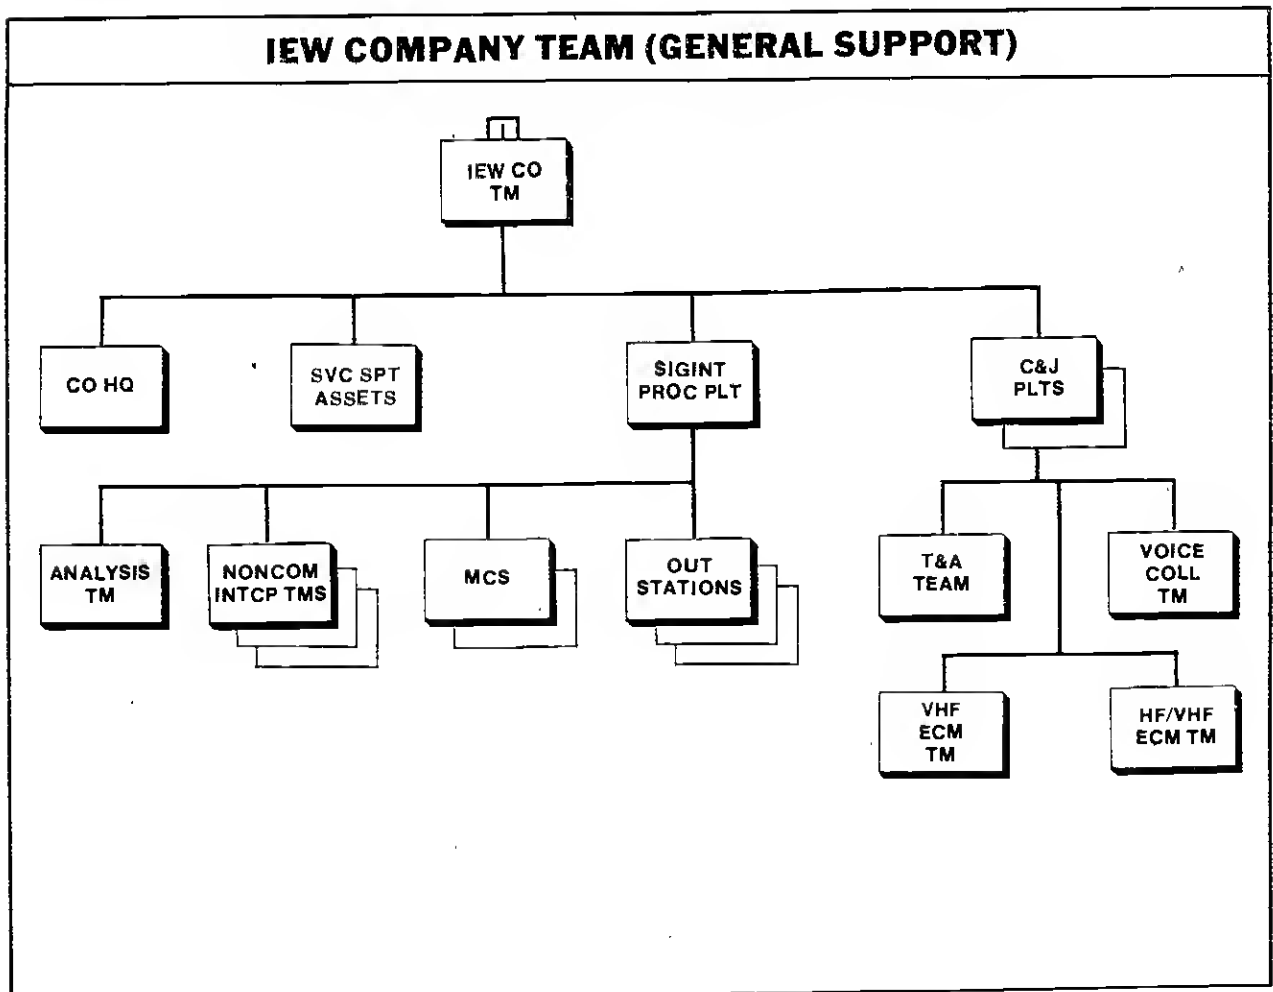 IEW COMPANY TEAM (GENERAL SUPPORT)
IEW CO
TM
CO HQ
SVC SPT
ASSETS
SIGINT
PROC PLT
C&J
PLTS
ANALYSIS
TM
NONCOM
INTCP TMS
MCS
OUT
STATIONS
T&A
TEAM
VOICE
COLL
TM
VHF
ECM
TM
HF/VHF
ECM TM